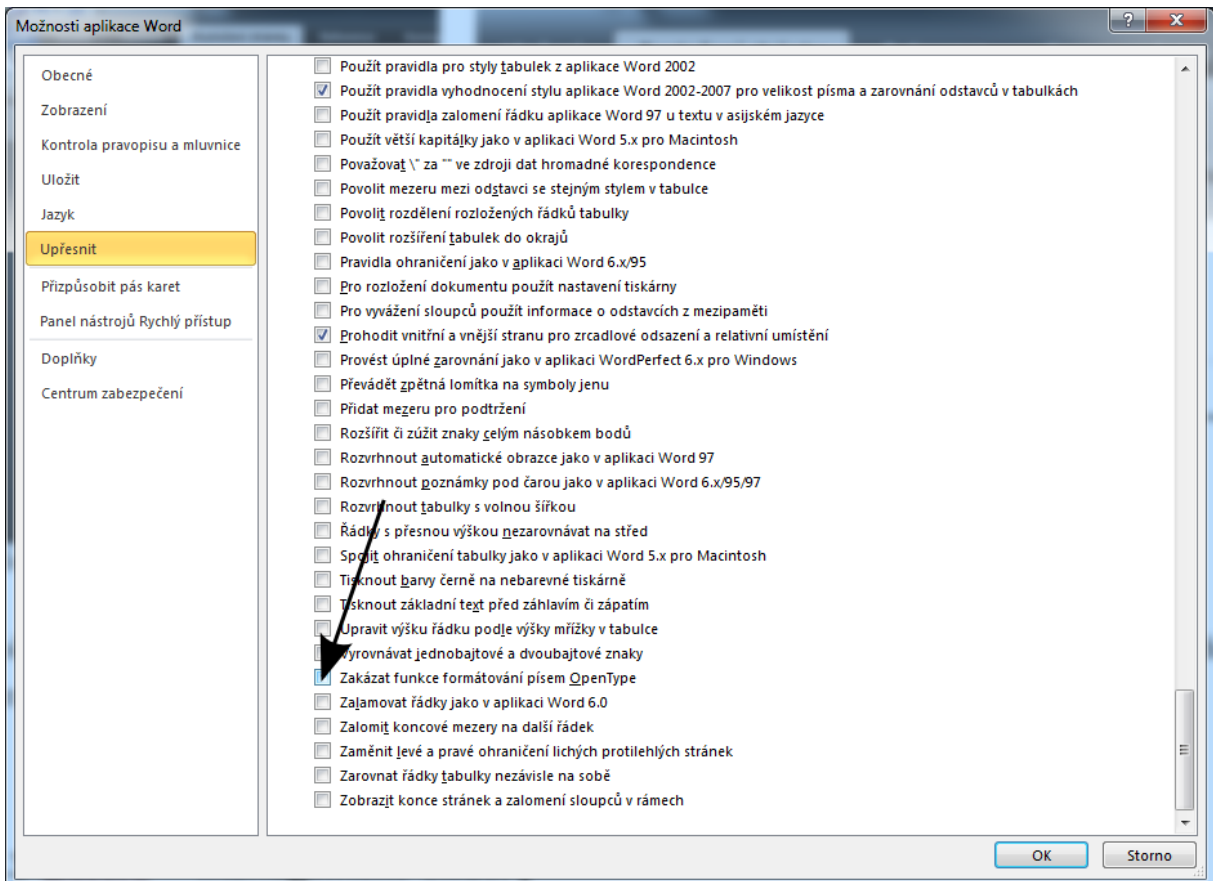 Možnosti aplikace Word
?
X
Obecné
Zobrazení
Kontrola pravopisu a mluvnice
Uložit
Jazyk
Upřesnit
Přizpůsobit pás karet
Panel nástrojů Rychlý přístup
Doplňky
Centrum zabezpečení
Použít pravidla pro styly tabulek z aplikace Word 2002
Použít pravidla vyhodnocení stylu aplikace Word 2002-2007 pro velikost písma a zarovnání odstavců v tabulkách
Použít pravidla zalomení řádku aplikace Word 97 u textu v asijském jazyce
Použít větší kapitálky jako v aplikaci Word 5.x pro Macintosh
Považovat \" za "" ve zdroji dat hromadné korespondence
Povolit mezeru mezi odstavci se stejným stylem v tabulce
Povolit rozdělení rozložených řádků tabulky
Povolit rozšíření tabulek do okrajů
Pravidla ohraničení jako v aplikaci Word 6.x/95
Pro rozložení dokumentu použít nastavení tiskárny
Pro vyvážení sloupců použít informace o odstavcích z mezipaměti
Prohodit vnitřní a vnější stranu pro zrcadlové odsazení a relativní umístění
Provést úplné zarovnání jako v aplikaci WordPerfect 6.x pro Windows
Převádět zpětná lomítka na symboly jenu
Přidat mezeru pro podtržení
Rozšířit či zúžit znaky celým násobkem bodů
Rozvrhnout automatické obrazce jako v aplikaci Word 97
Rozvrhnout poznámky pod čarou jako v aplikaci Word 6.x/95/97
Rozvrhnout tabulky s volnou šířkou
Řádky s přesnou výškou nezarovnávat na střed
Spojit ohraničení tabulky jako v aplikaci Word 5.x pro Macintosh
Tisknout barvy černě na nebarevné tiskárně
Tisknout základní text před záhlavím či zápatím
Upravit výšku řádku podle výšky mřížky v tabulce
Vyrovnávat jednobajtové a dvoubajtové znaky
Zakázat funkce formátování písem OpenType
Zalamovat řádky jako v aplikaci Word 6.0
Zalomit koncové mezery na další řádek
Zaměnit levé a pravé ohraničení lichých protilehlých stránek
Zarovnat řádky tabulky nezávisle na sobě
Zobrazit konce stránek a zalomení sloupců v rámech
OK
Storno